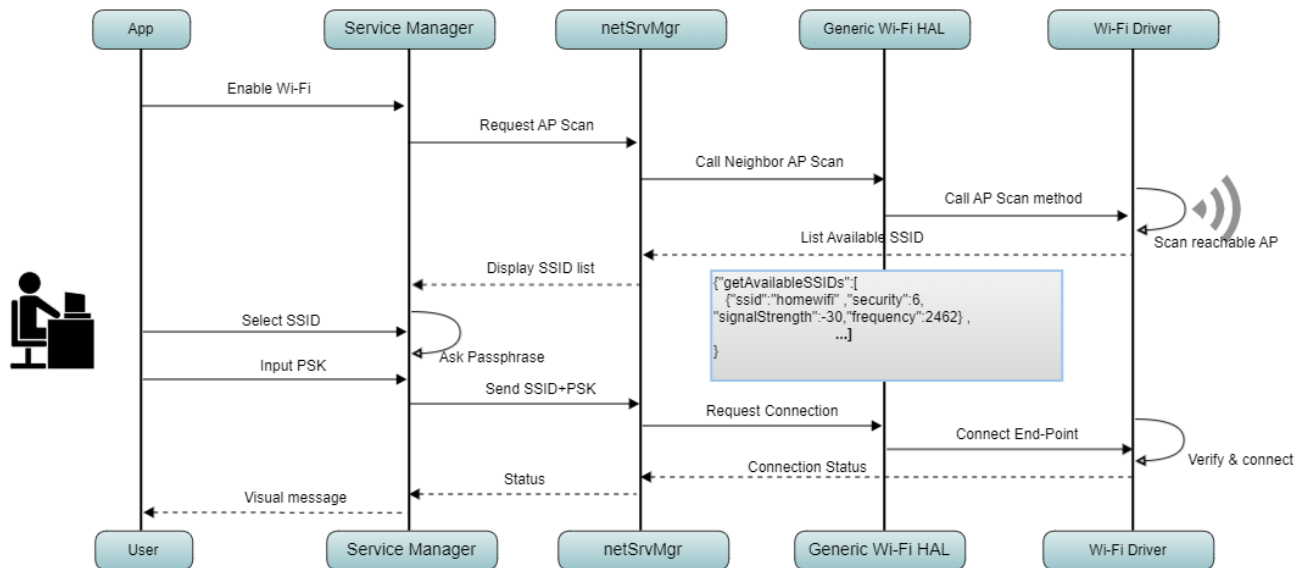 App
Service Manager
netSrvMgr
Generic Wi-Fi HAL
Wi-Fi Driver
Enable Wi-Fi
Request AP Scan
Call Neighbor AP Scan
Call AP Scan method
Scan reachable AP
List Available SSID
Display SSID list
{"getAvailableSSIDs":[
{"ssid":"homewifi" ,"security":6,
"signalStrength":-30,"frequency":2462} ,
...]
}
Select SSID
Ask Passphrase
Input PSK
Send SSID+PSK
Request Connection
Connect End-Point
Verify & connect
Connection Status
Status
Visual message
User
Service Manager
netSrvMgr
Generic Wi-Fi HAL
Wi-Fi Driver